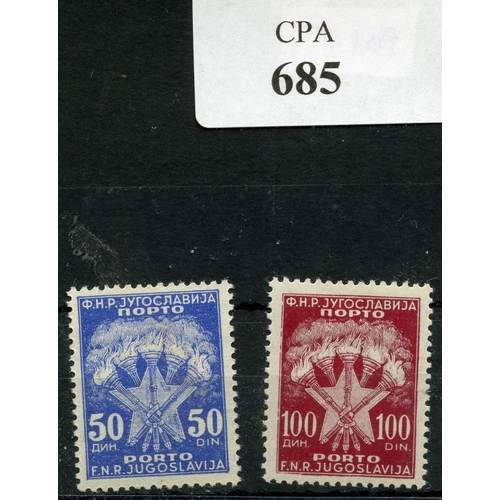 CPA
685
Ф.Н.Р. ЈУГОСЛАВИЈА
ПОРТО
50 50
ДИН. DIN.
PORTO
F.N.R. JUGOSLAVIJA
Ф.Н.Р. ЈУГОСЛАВИЈА
ПОРТО
100 100
ДИН. DIN.
PORTO
F.N.R. JUGOSLAVIJA